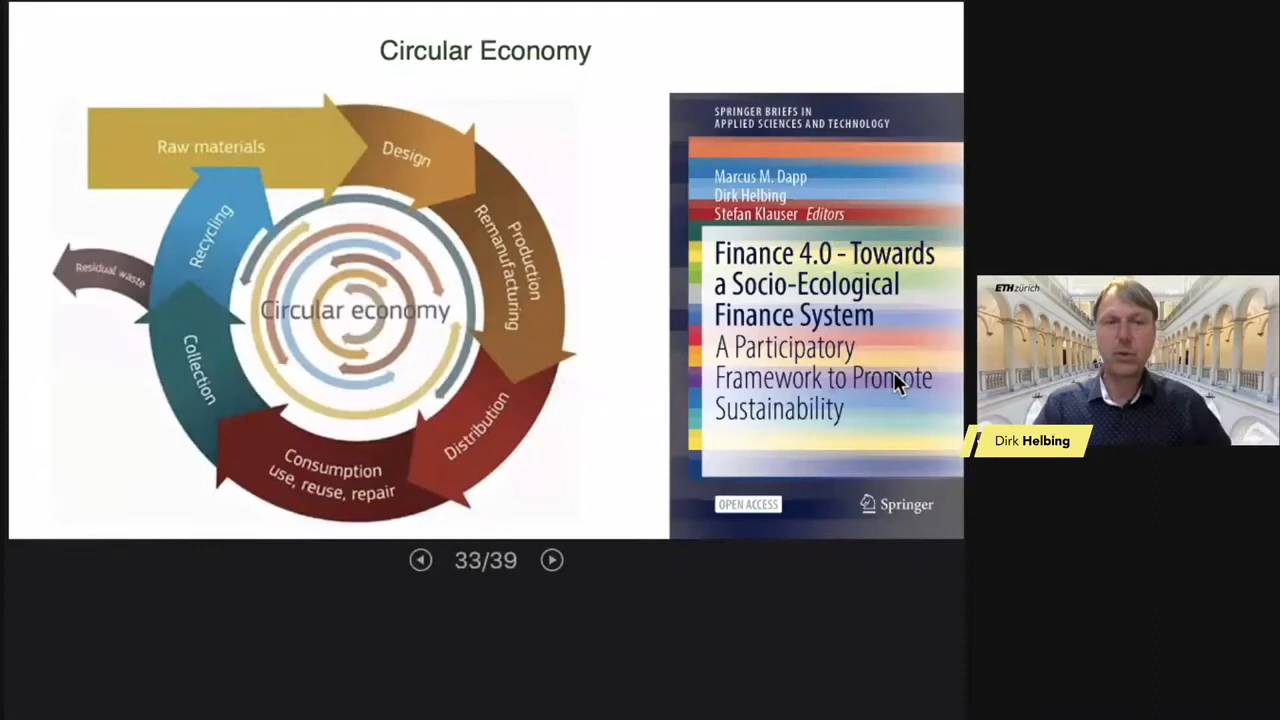 Circular Economy
Raw materials
Design
Production
Remanufacturing
Distribution
Consumption
use, reuse, repair
Collection
Recycling
Residual waste
Circular economy
SPRINGER BRIEFS IN
APPLIED SCIENCES AND TECHNOLOGY
Marcus M. Dapp
Dirk Helbing
Stefan Klauser Editors
Finance 4.0 - Towards
a Socio-Ecological
Finance System
A Participatory
Framework to Promote
Sustainability
OPEN ACCESS
Springer
33/39
ETHzürich
Dirk Helbing